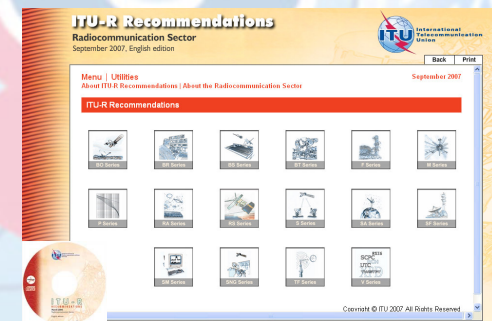 ITU-R Recommendations
Radiocommunication Sector
September 2007, English edition
ITU
International
Telecommunication
Union
Back Print
Menu | Utilities
September 2007
About ITU-R Recommendations | About the Radiocommunication Sector
ITU-R Recommendations
BO Series BR Series BS Series BT Series F Series M Series
P Series RA Series RS Series S Series SA Series SF Series
SCPC
UTC
SM Series SNG Series TF Series V Series
ITU-R
Copyright © ITU 2007 All Rights Reserved